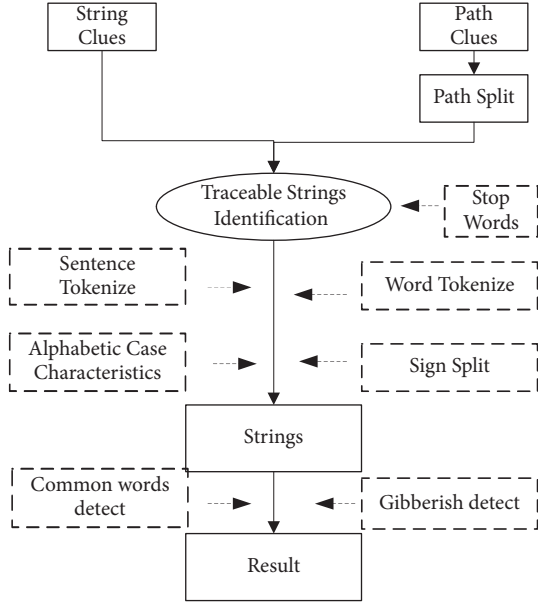 String
Clues
Path
Clues
Path Split
Traceable Strings
Identification
Stop
Words
Sentence
Tokenize
Word Tokenize
Alphabetic Case
Characteristics
Sign Split
Strings
Common words
detect
Gibberish detect
Result